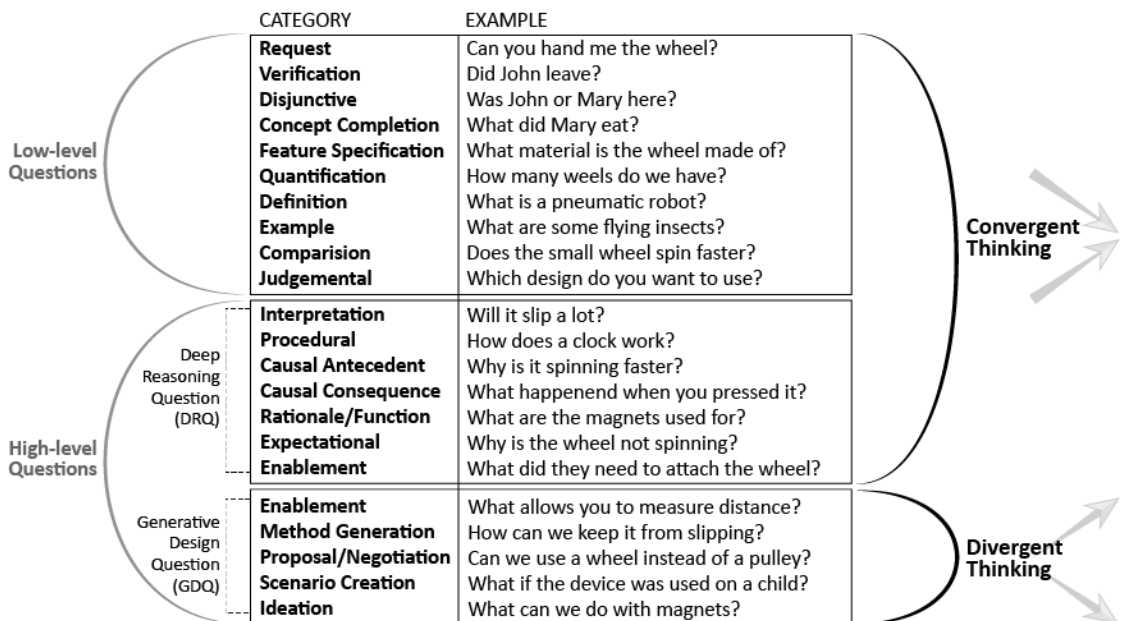 CATEGORY EXAMPLE
Request Can you hand me the wheel?
Verification Did John leave?
Disjunctive Was John or Mary here?
Concept Completion What did Mary eat?
Feature Specification What material is the wheel made of?
Quantification How many weels do we have?
Definition What is a pneumatic robot?
Example What are some flying insects?
Comparision Does the small wheel spin faster?
Judgemental Which design do you want to use?
Low-level
Questions
Interpretation Will it slip a lot?
Procedural How does a clock work?
Causal Antecedent Why is it spinning faster?
Causal Consequence What happenend when you pressed it?
Rationale/Function What are the magnets used for?
Expectational Why is the wheel not spinning?
Enablement What did they need to attach the wheel?
Deep
Reasoning
Question
(DRQ)
High-level
Questions
Enablement What allows you to measure distance?
Method Generation How can we keep it from slipping?
Proposal/Negotiation Can we use a wheel instead of a pulley?
Scenario Creation What if the device was used on a child?
Ideation What can we do with magnets?
Generative
Design
Question
(GDQ)
Convergent
Thinking
Divergent
Thinking